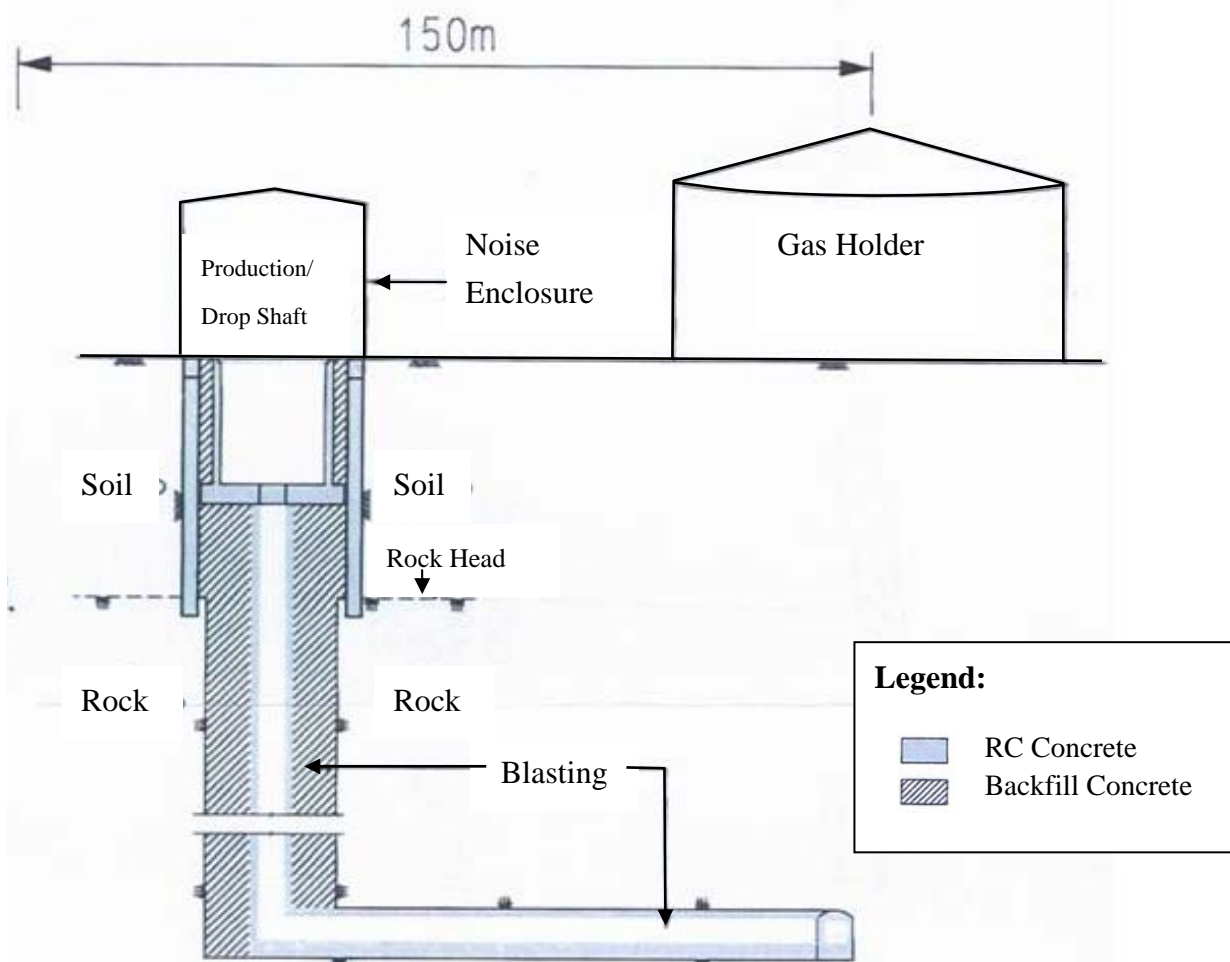 150m
Production/
Drop Shaft
Noise
Enclosure
Gas Holder
Soil
Soil
Rock Head
Rock
Rock
Blasting
Legend:
RC Concrete
Backfill Concrete